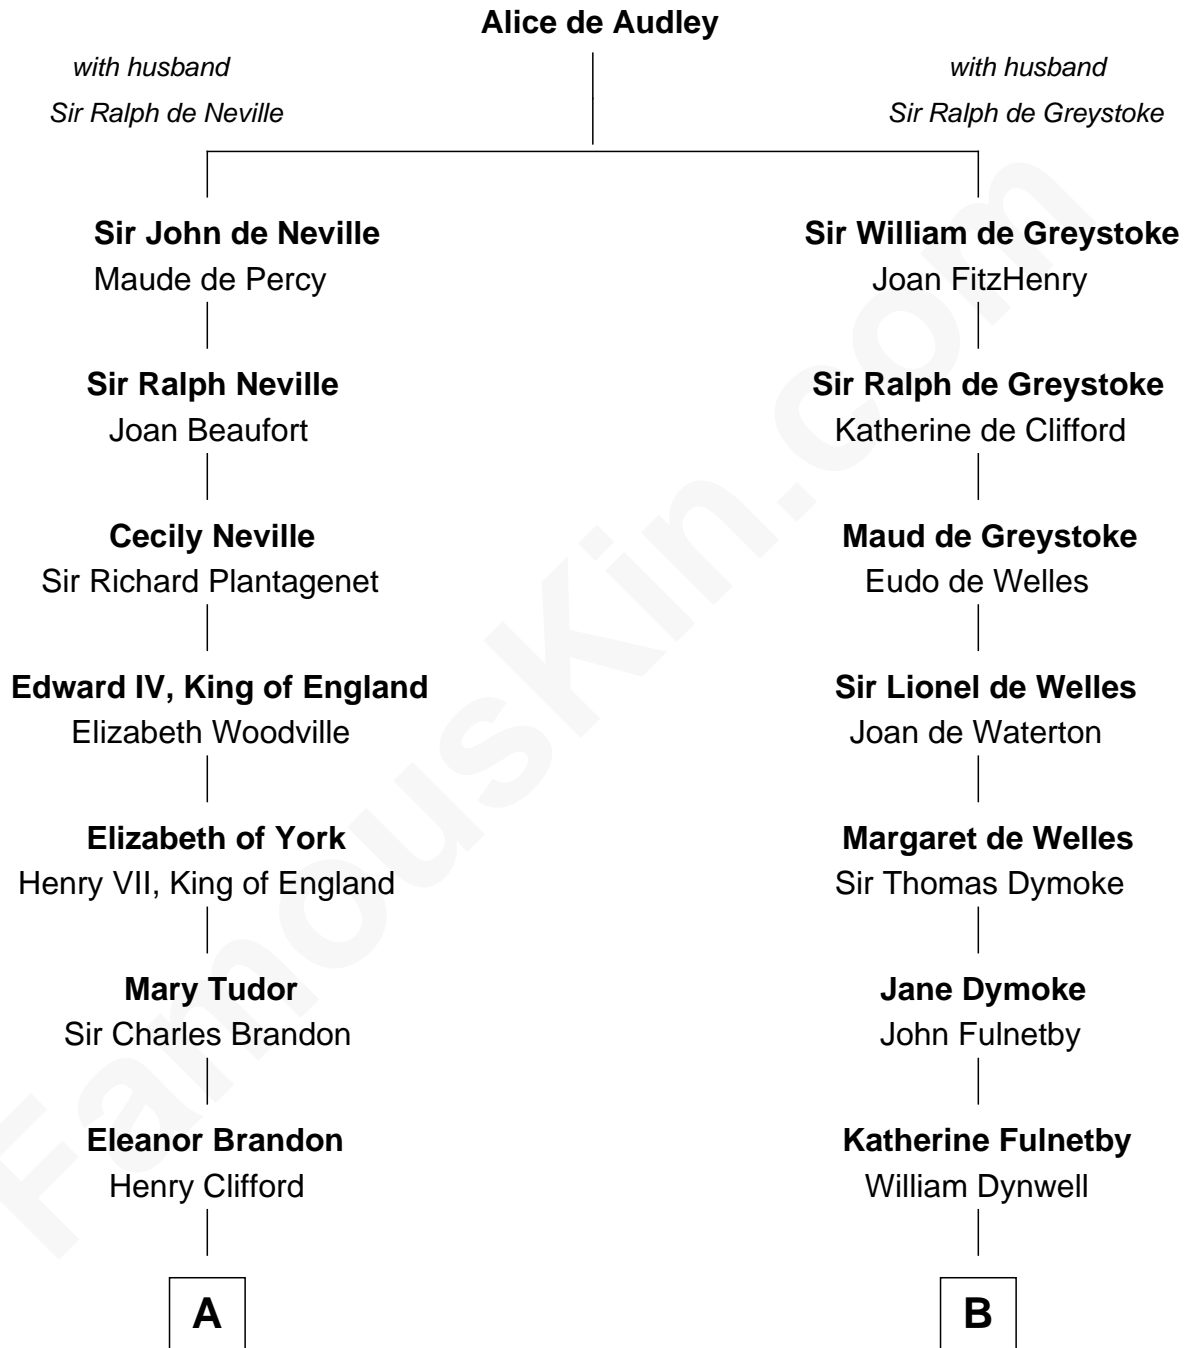 Alice de Audley
with husband
Sir Ralph de Neville
with husband
Sir Ralph de Greystoke
Sir John de Neville
Maude de Percy
Sir William de Greystoke
Joan FitzHenry
Sir Ralph Neville
Joan Beaufort
Sir Ralph de Greystoke
Katherine de Clifford
Cecily Neville
Sir Richard Plantagenet
Maud de Greystoke
Eudo de Welles
Edward IV, King of England
Elizabeth Woodville
Sir Lionel de Welles
Joan de Waterton
Elizabeth of York
Henry VII, King of England
Margaret de Welles
Sir Thomas Dymoke
Mary Tudor
Sir Charles Brandon
Jane Dymoke
John Fulnetby
Eleanor Brandon
Henry Clifford
Katherine Fulnetby
William Dynwell
A
B
FamousKin.com